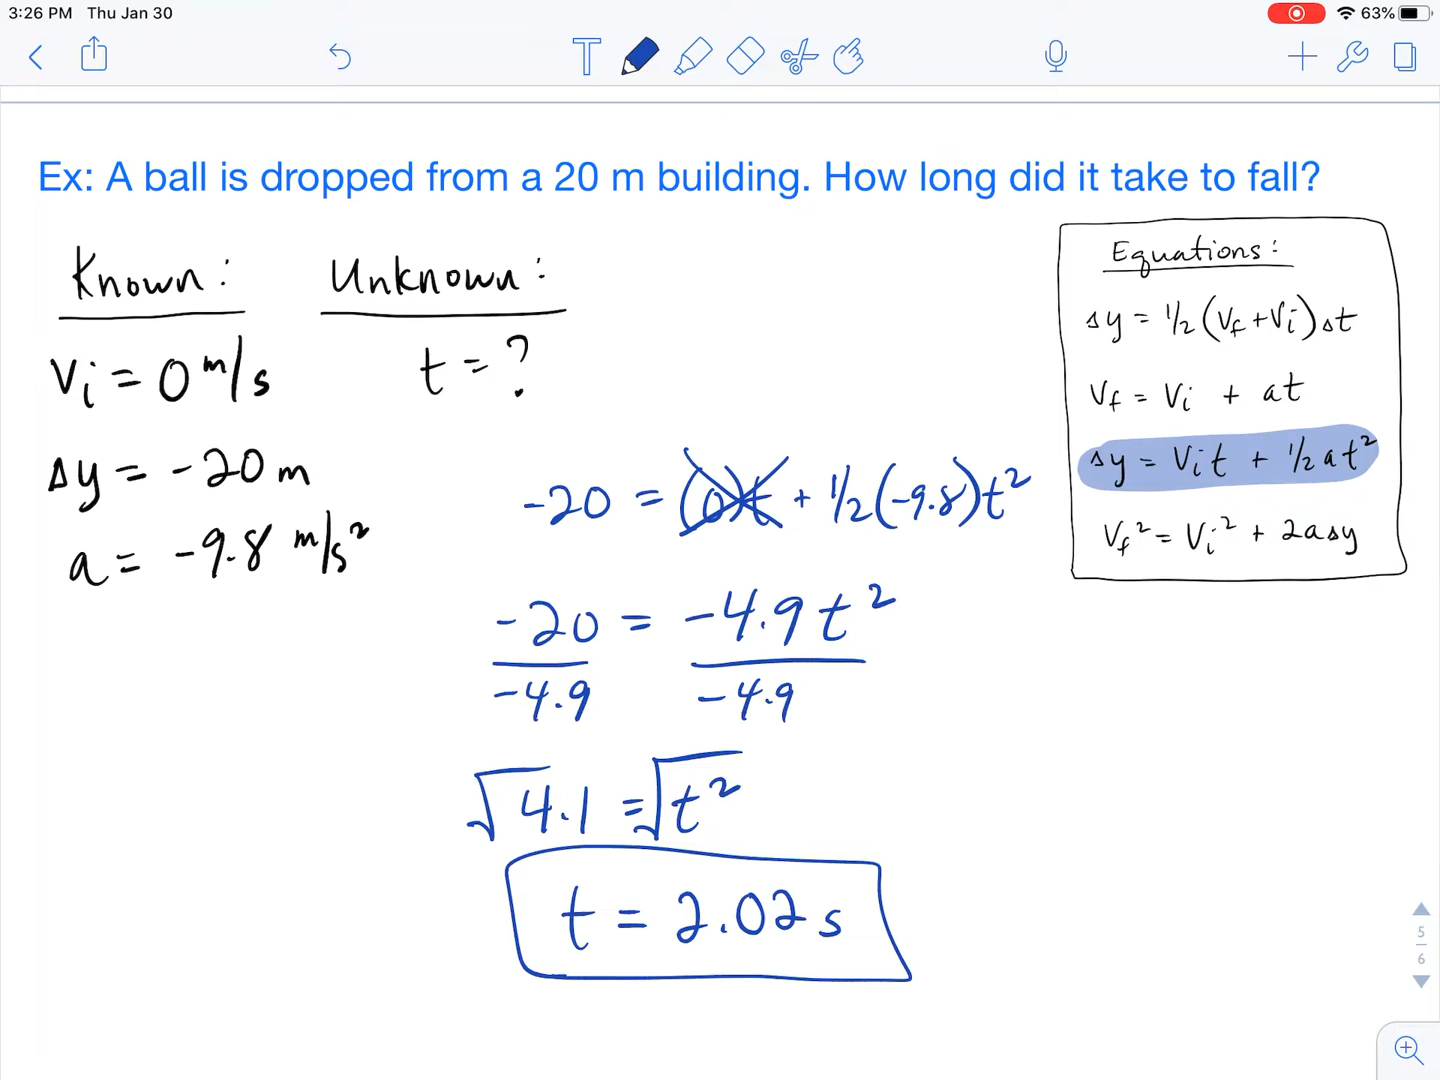 3:26 PM Thu Jan 30
63%
Ex: A ball is dropped from a 20 m building. How long did it take to fall?
Known:
Vi = 0 m/s
Δy = -20 m
a = -9.8 m/s²
Unknown:
t = ?
Equations:
Δy = 1/2 (Vf + Vi) Δt
Vf = Vi + at
Δy = Vit + 1/2 at²
Vf² = Vi² + 2aΔy
-20 = (0)t + 1/2 (-9.8)t²
-20 = -4.9 t²
-4.9 -4.9
√4.1 = √t²
t = 2.02 s
5
6